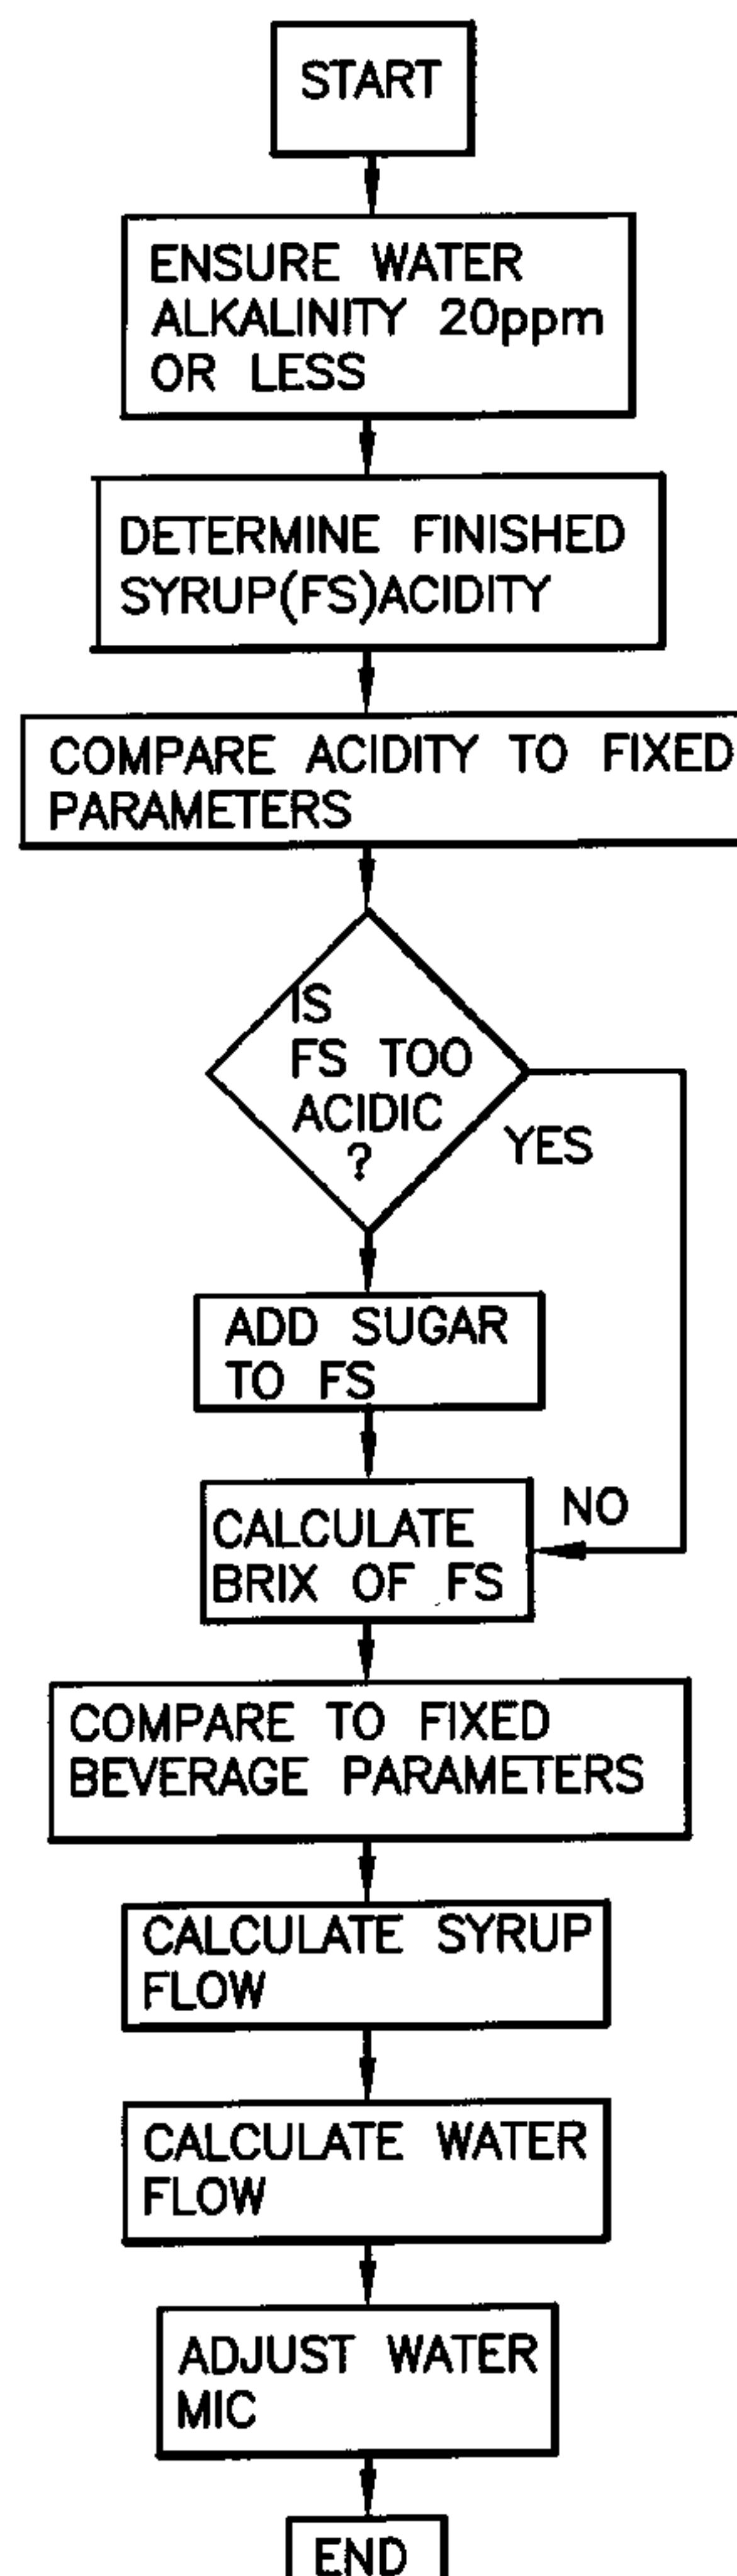 START
ENSURE WATER
ALKALINITY 20ppm
OR LESS
DETERMINE FINISHED
SYRUP(FS)ACIDITY
COMPARE ACIDITY TO FIXED
PARAMETERS
IS
FS TOO
ACIDIC
?
YES
ADD SUGAR
TO FS
NO
CALCULATE
BRIX OF FS
COMPARE TO FIXED
BEVERAGE PARAMETERS
CALCULATE SYRUP
FLOW
CALCULATE WATER
FLOW
ADJUST WATER
MIC
END